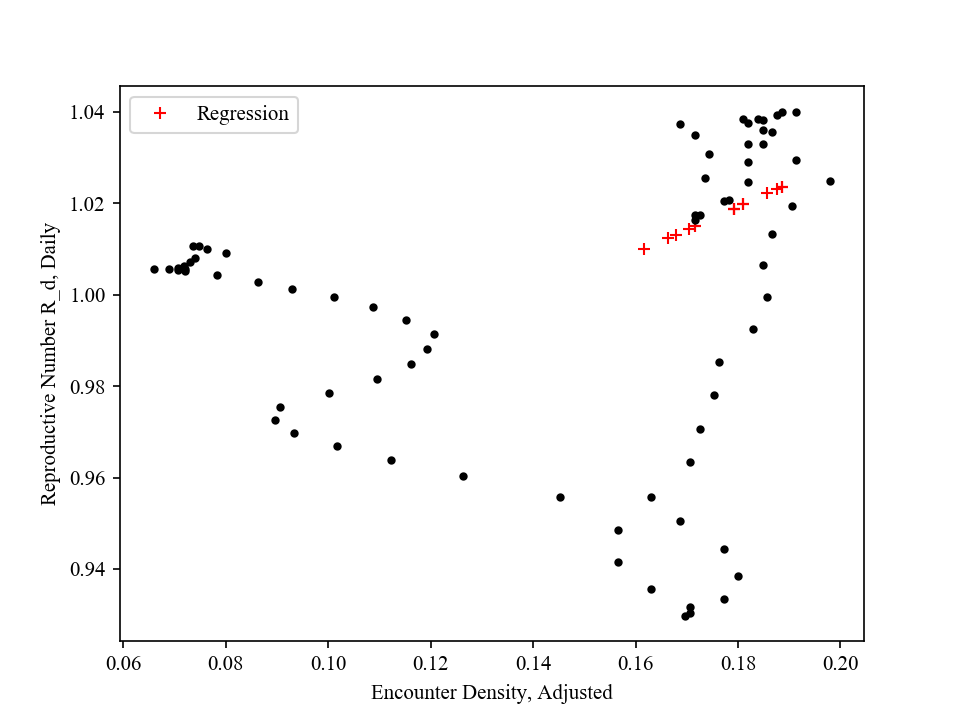 Regression
1.04
1.02
1.00
0.98
0.96
0.94
Reproductive Number R_d, Daily
0.06 0.08 0.10 0.12 0.14 0.16 0.18 0.20
Encounter Density, Adjusted